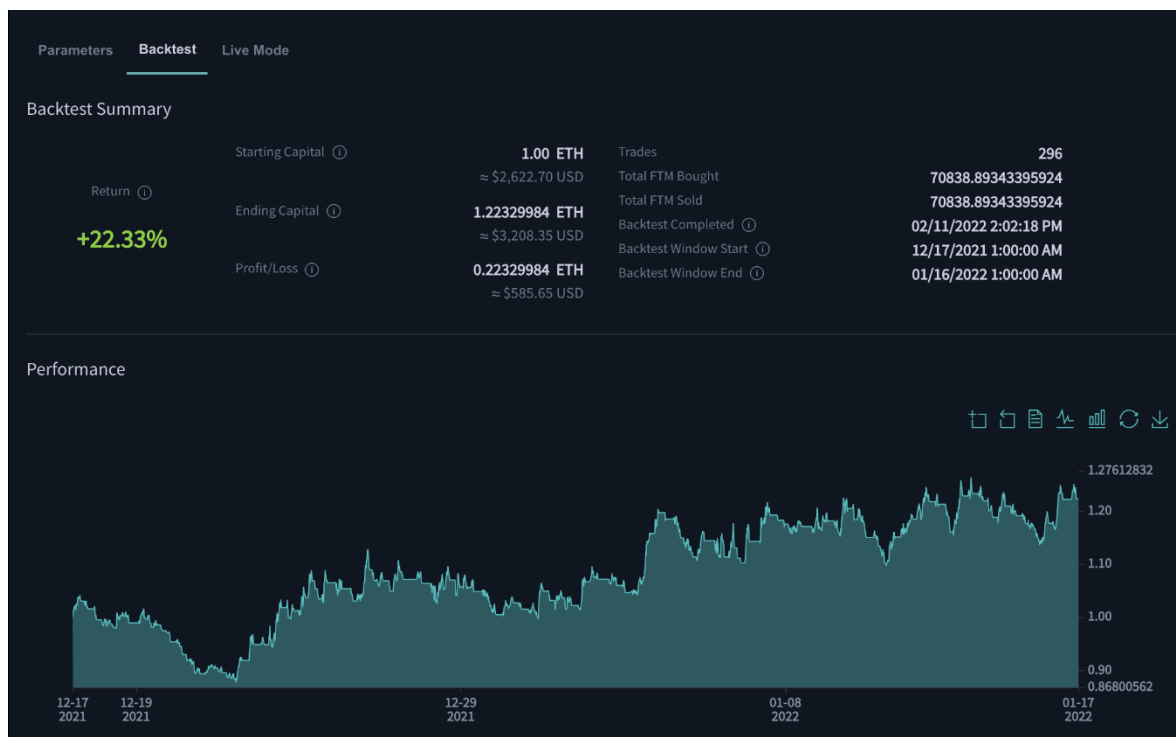 Parameters Backtest Live Mode
Backtest Summary
Return
+22.33%
Starting Capital 1.00 ETH
≈ $2,622.70 USD
Ending Capital 1.22329984 ETH
≈ $3,208.35 USD
Profit/Loss 0.22329984 ETH
≈ $585.65 USD
Trades 296
Total FTM Bought 70838.89343395924
Total FTM Sold 70838.89343395924
Backtest Completed 02/11/2022 2:02:18 PM
Backtest Window Start 12/17/2021 1:00:00 AM
Backtest Window End 01/16/2022 1:00:00 AM
Performance
1.27612832
1.20
1.10
1.00
0.90
0.86800562
12-17 12-19 12-29 01-08 01-17
2021 2021 2021 2022 2022